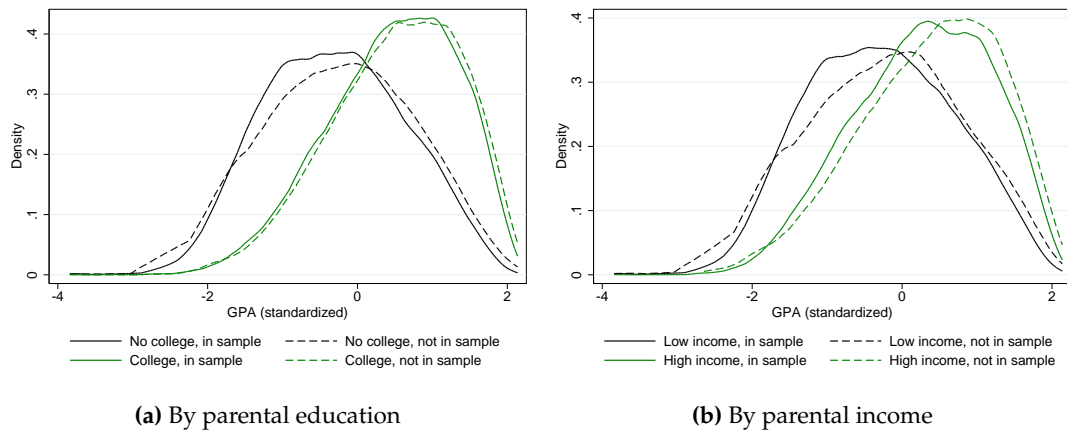 .4
.3
.2
.1
0
Density
-4
-2
0
2
GPA (standardized)
No college, in sample
No college, not in sample
College, in sample
College, not in sample
(a) By parental education
.4
.3
.2
.1
0
Density
-4
-2
0
2
GPA (standardized)
Low income, in sample
Low income, not in sample
High income, in sample
High income, not in sample
(b) By parental income